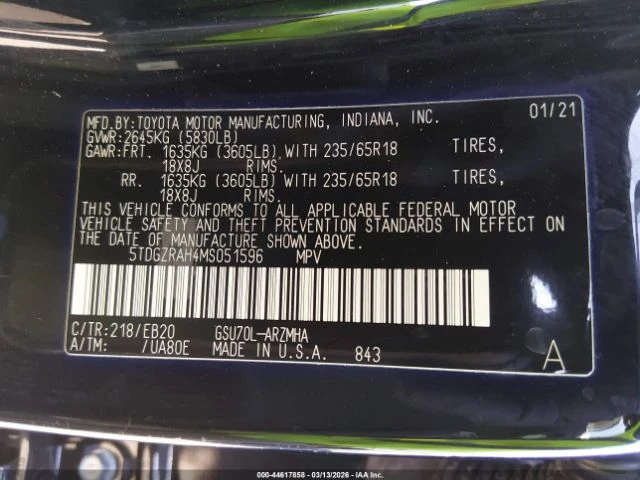 MFD.BY:TOYOTA MOTOR MANUFACTURING, INDIANA, INC. 01/21
GVWR:2645KG (5830LB)
GAWR:FRT. 1635KG (3605LB) WITH 235/65R18 TIRES,
18X8J RIMS.
RR. 1635KG (3605LB) WITH 235/65R18 TIRES,
18X8J RIMS.
THIS VEHICLE CONFORMS TO ALL APPLICABLE FEDERAL MOTOR
VEHICLE SAFETY AND THEFT PREVENTION STANDARDS IN EFFECT ON
THE DATE OF MANUFACTURE SHOWN ABOVE.
5TDGZRAH4MS051596 MPV
C/TR:218/EB20 GSU70L-ARZMHA
A/TM: /UA80E MADE IN U.S.A. 843 A
000-44617858 - 03/13/2026 - IAA Inc.